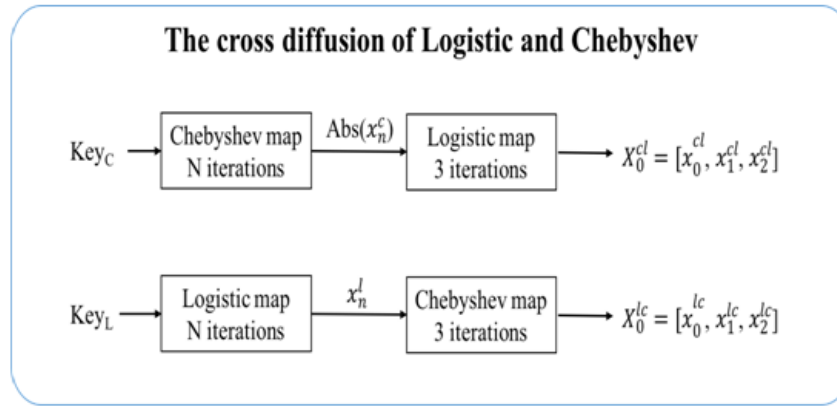 The cross diffusion of Logistic and Chebyshev
Key_C
Chebyshev map
N iterations
Abs(x_n^c)
Logistic map
3 iterations
X_0^{cl} = [x_0^{cl}, x_1^{cl}, x_2^{cl}]
Key_L
Logistic map
N iterations
x_n^l
Chebyshev map
3 iterations
X_0^{lc} = [x_0^{lc}, x_1^{lc}, x_2^{lc}]